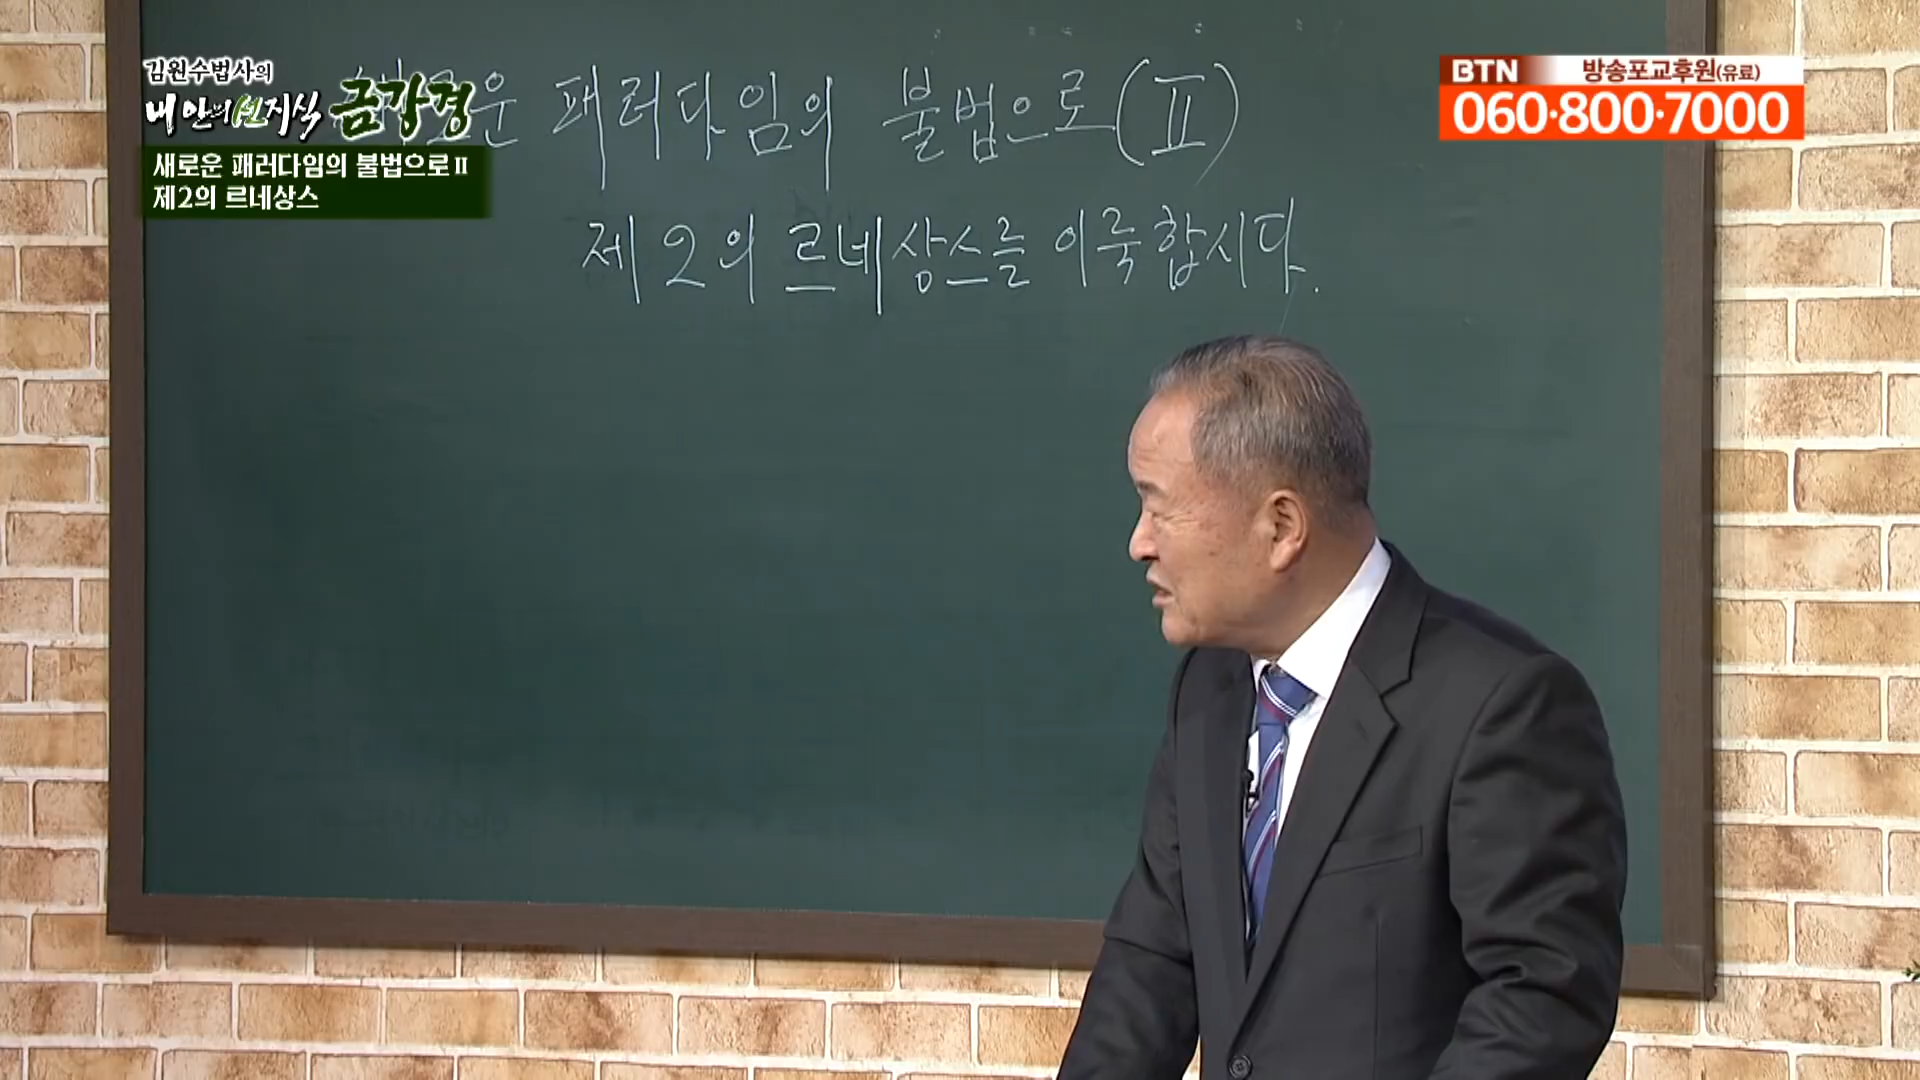 김원수법사의
내 안의 선지식 금강경
새로운 패러다임의 불법으로 Ⅱ
제2의 르네상스
BTN 방송포교후원(유료)
060·800·7000
운 패러다임의 불법으로(Ⅱ)
제 2의 르네상스를 이룩합시다.